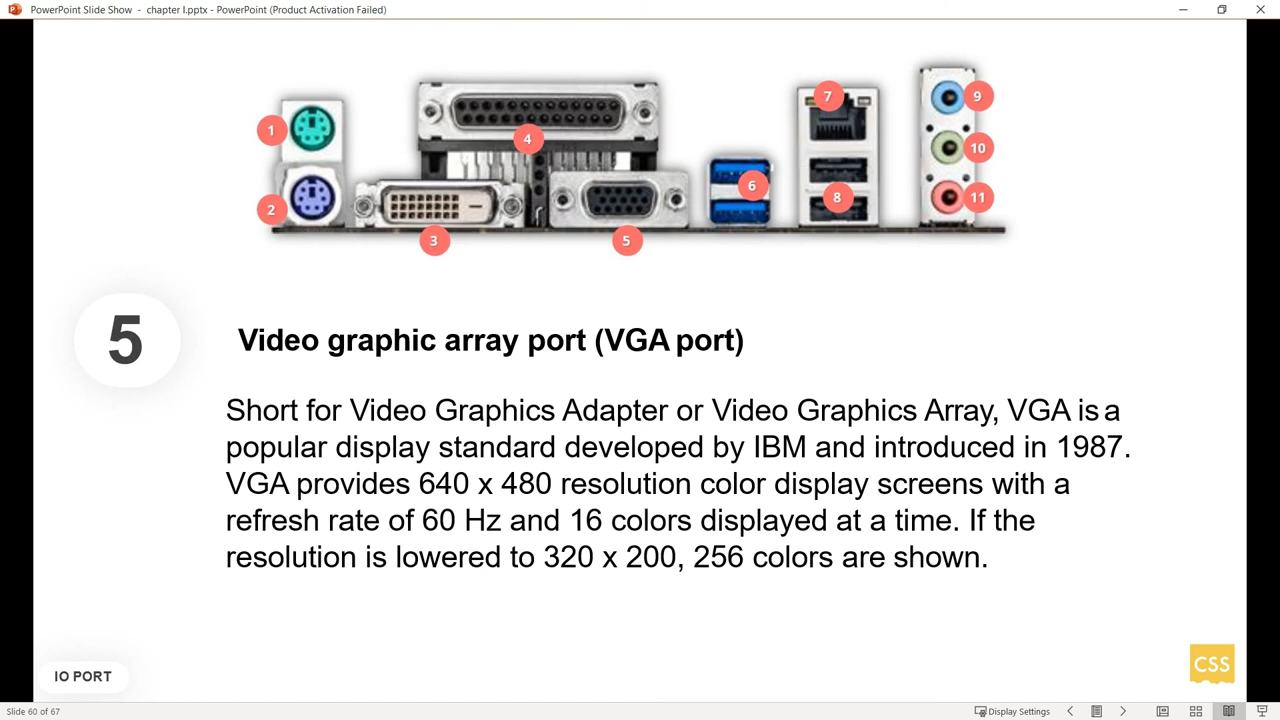 PowerPoint Slide Show - chapter I.pptx - PowerPoint (Product Activation Failed)
1
2
3
4
5
6
7
8
9
10
11
5
Video graphic array port (VGA port)
Short for Video Graphics Adapter or Video Graphics Array, VGA is a
popular display standard developed by IBM and introduced in 1987.
VGA provides 640 x 480 resolution color display screens with a
refresh rate of 60 Hz and 16 colors displayed at a time. If the
resolution is lowered to 320 x 200, 256 colors are shown.
IO PORT
CSS
Slide 60 of 67
Display Settings